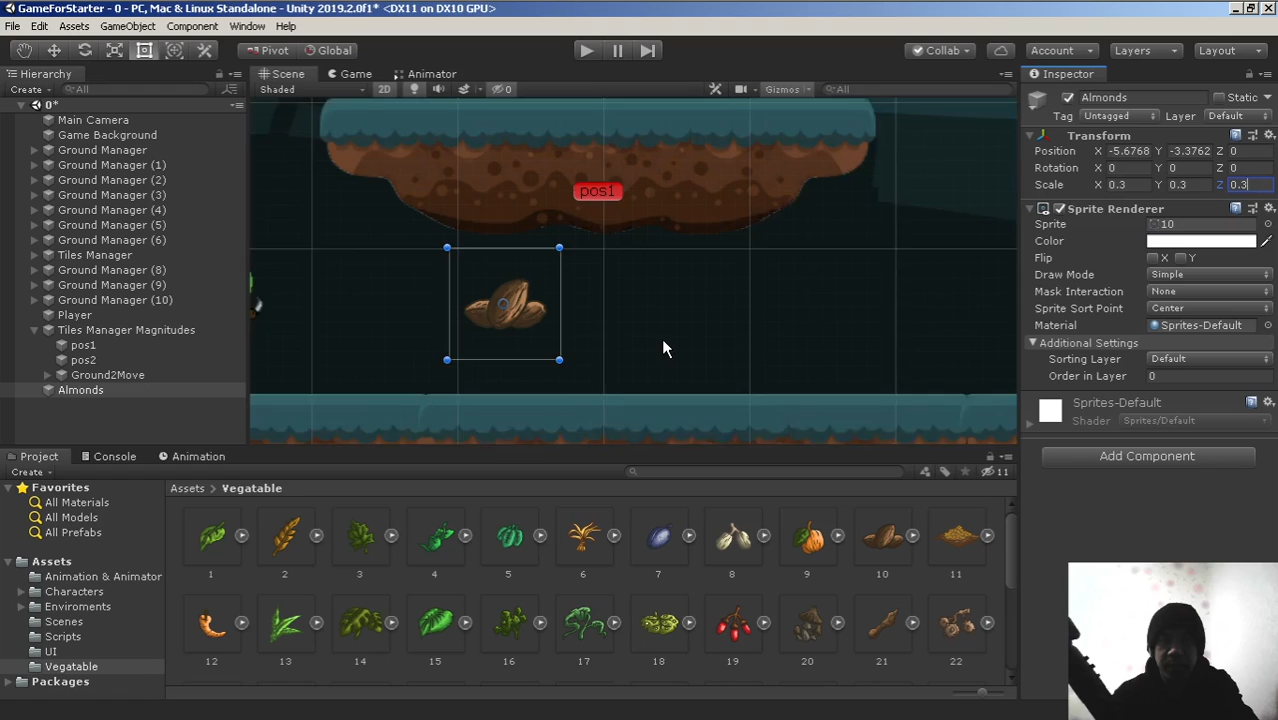 GameForStarter - 0 - PC, Mac & Linux Standalone - Unity 2019.2.0f1* <DX11 on DX10 GPU>
File Edit Assets GameObject Component Window Help
Pivot Global Collab Account Layers Layout
Hierarchy
Create All
0*
Main Camera
Game Background
Ground Manager
Ground Manager (1)
Ground Manager (2)
Ground Manager (3)
Ground Manager (4)
Ground Manager (5)
Ground Manager (6)
Tiles Manager
Ground Manager (8)
Ground Manager (9)
Ground Manager (10)
Player
Tiles Manager Magnitudes
pos1
pos2
Ground2Move
Almonds
Scene Game Animator
Shaded 2D 0 Gizmos All
pos1
Inspector
Almonds Static
Tag Untagged Layer Default
Transform
Position X -5.6768 Y -3.3762 Z 0
Rotation X 0 Y 0 Z 0
Scale X 0.3 Y 0.3 Z 0.3
Sprite Renderer
Sprite 10
Color
Flip X Y
Draw Mode Simple
Mask Interaction None
Sprite Sort Point Center
Material Sprites-Default
Additional Settings
Sorting Layer Default
Order in Layer 0
Sprites-Default
Shader Sprites/Default
Add Component
Project Console Animation
Create 11
Favorites
All Materials
All Models
All Prefabs
Assets
Animation & Animator
Characters
Enviroments
Scenes
Scripts
UI
Vegatable
Packages
Assets > Vegatable
1 2 3 4 5 6 7 8 9 10 11
12 13 14 15 16 17 18 19 20 21 22